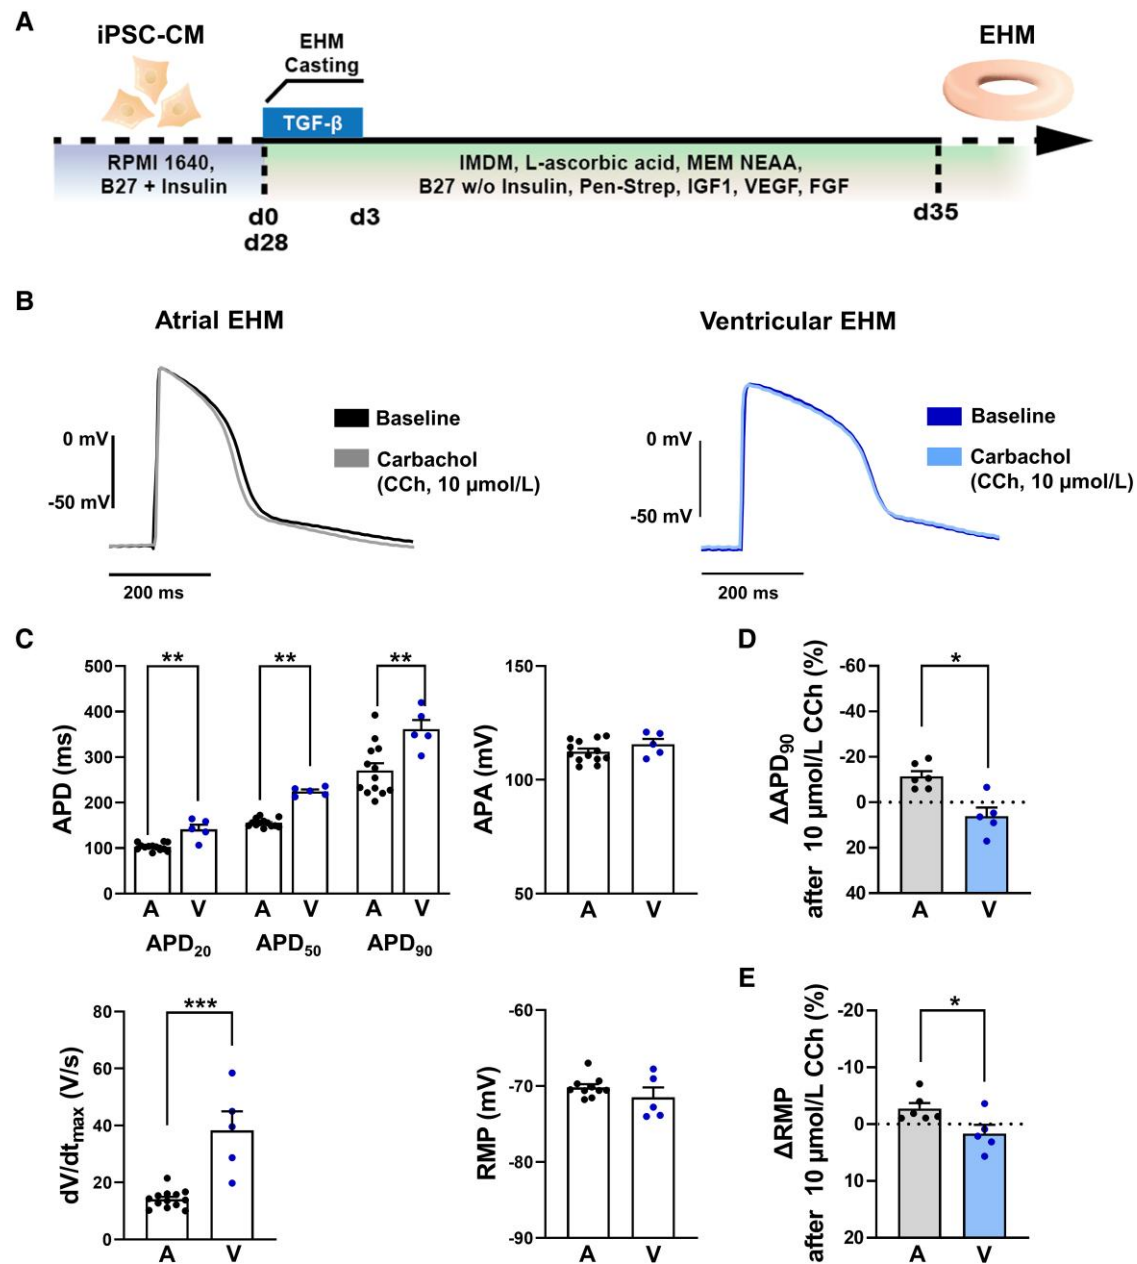 A
iPSC-CM
EHM
Casting
EHM
TGF-β
RPMI 1640,
B27 + Insulin
IMDM, L-ascorbic acid, MEM NEAA,
B27 w/o Insulin, Pen-Strep, IGF1, VEGF, FGF
d0
d28
d3
d35
B
Atrial EHM
0 mV
-50 mV
200 ms
Baseline
Carbachol
(CCh, 10 µmol/L)
Ventricular EHM
0 mV
-50 mV
200 ms
Baseline
Carbachol
(CCh, 10 µmol/L)
C
APD (ms)
500
400
300
200
100
0
**
**
**
A V A V A V
APD20 APD50 APD90
APA (mV)
150
100
50
A V
D
ΔAPD90
after 10 µmol/L CCh (%)
-60
-40
-20
0
20
40
*
A V
dV/dtmax (V/s)
80
60
40
20
0
***
A V
RMP (mV)
-60
-70
-80
-90
A V
E
ΔRMP
after 10 µmol/L CCh (%)
-20
-10
0
10
20
*
A V